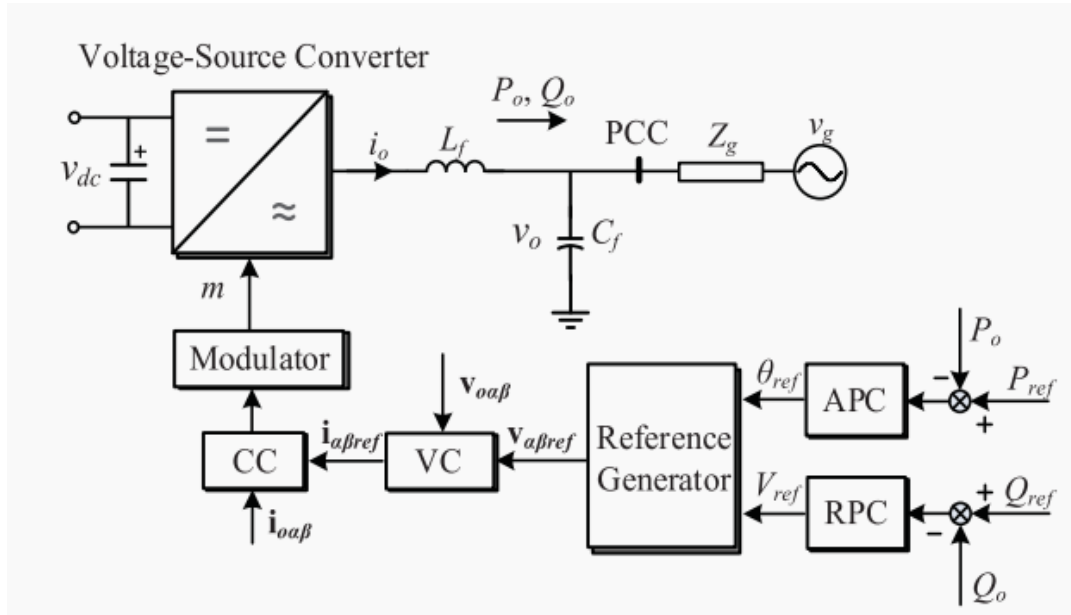 Voltage-Source Converter
P_o, Q_o
PCC
Z_g
v_g
i_o
L_f
+
v_dc
=
≈
v_o
C_f
m
Modulator
P_o
v_oαβ
θ_ref
APC
−
P_ref
+
i_αβref
v_αβref
Reference
Generator
CC
VC
V_ref
RPC
+
Q_ref
−
i_oαβ
Q_o